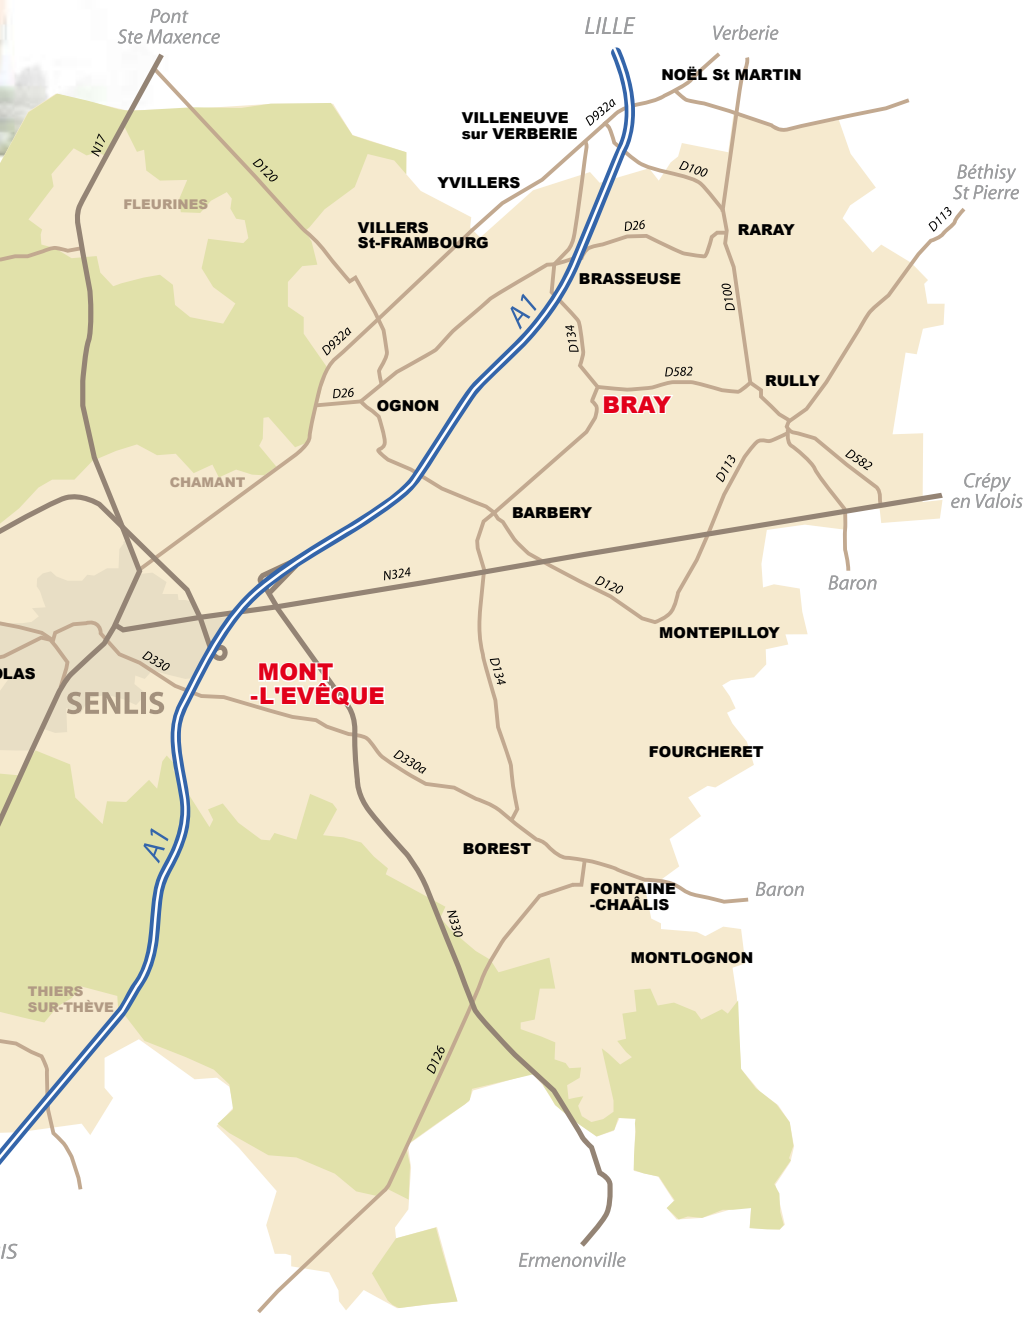 Pont
Ste Maxence
LILLE
Verberie
NOËL St MARTIN
D932a
VILLENEUVE
sur VERBERIE
N17
D120
D100
Béthisy
St Pierre
YVILLERS
FLEURINES
D113
VILLERS
St-FRAMBOURG
D26
RARAY
BRASSEUSE
D100
A1
D134
D932a
D582
RULLY
D26
OGNON
BRAY
D113
D582
CHAMANT
Crépy
en Valois
BARBERY
N324
D120
Baron
MONTEPILLOY
D330
OLAS
MONT
-L'EVÊQUE
D134
SENLIS
FOURCHERET
D330a
A1
BOREST
FONTAINE
-CHAÂLIS
Baron
N330
MONTLOGNON
THIERS
SUR-THÈVE
D126
IS
Ermenonville